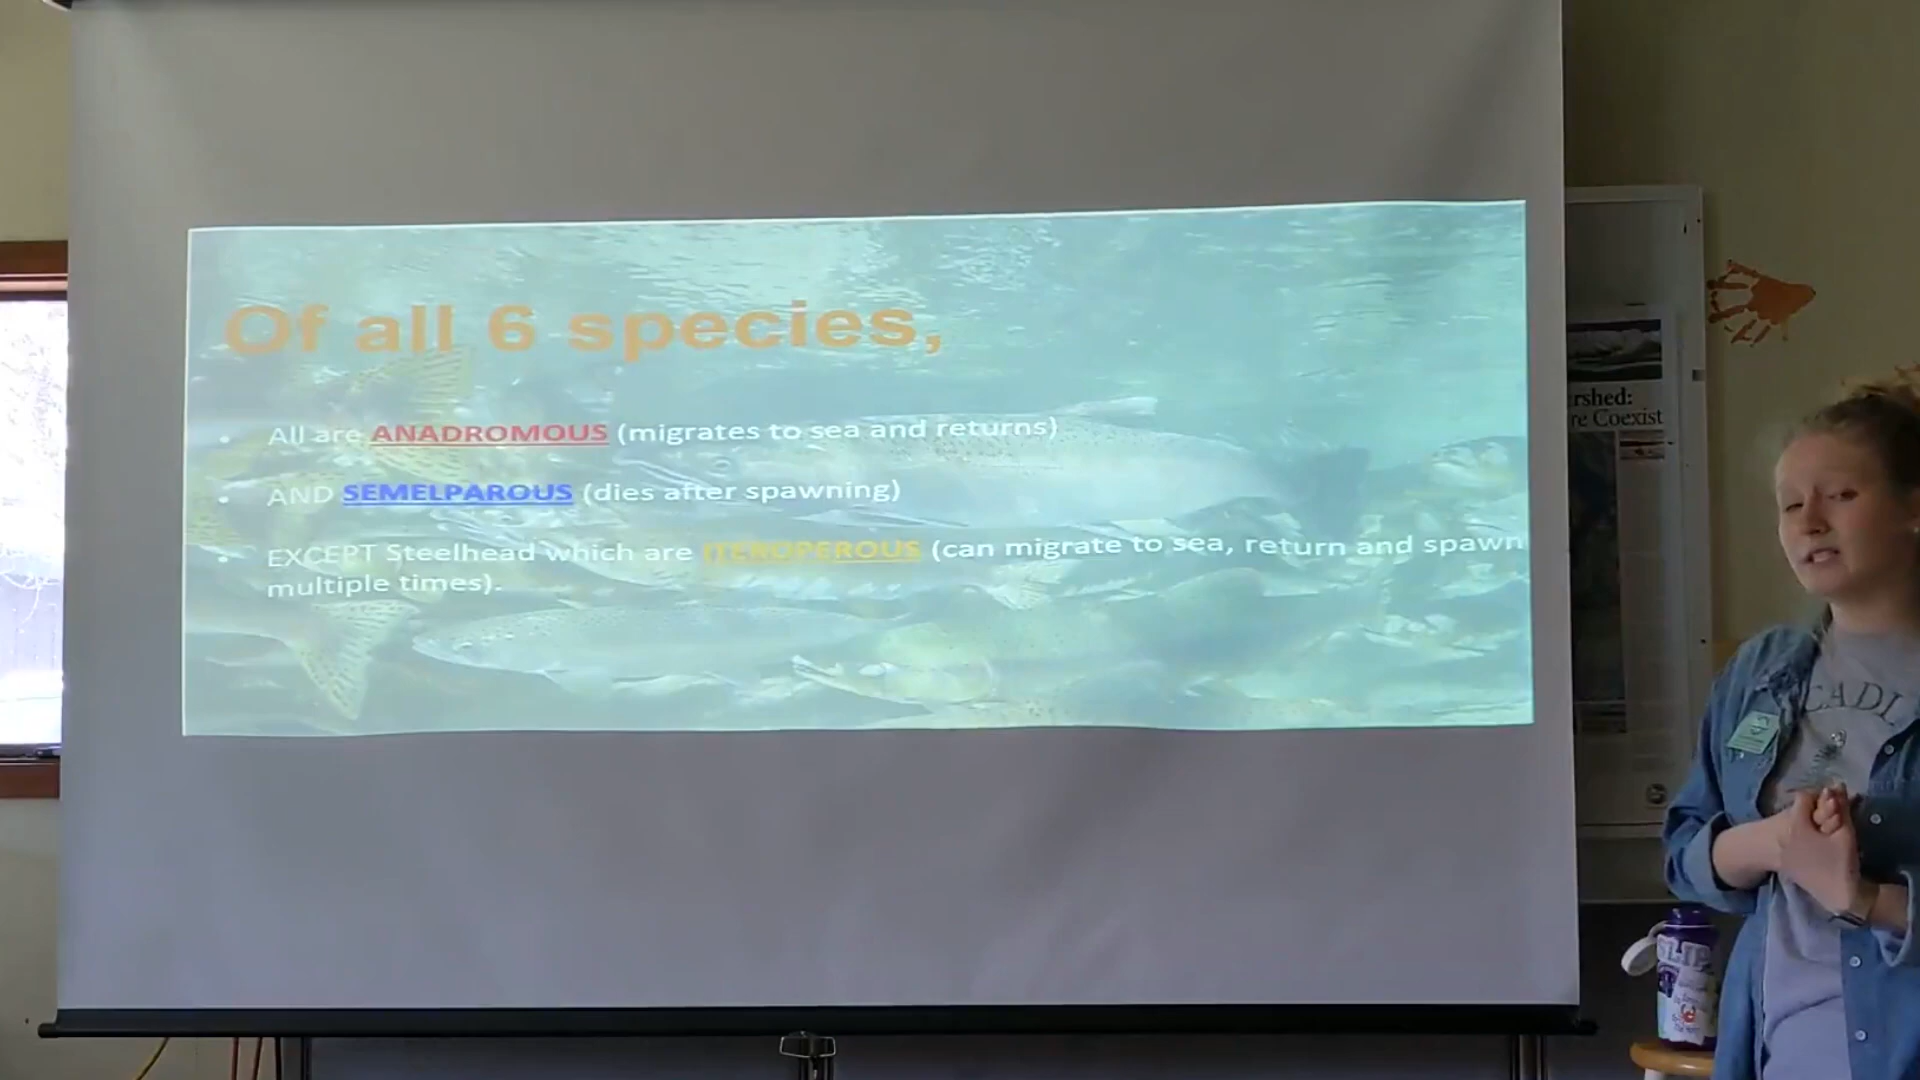 Of all 6 species,
• All are ANADROMOUS (migrates to sea and returns)
• AND SEMELPAROUS (dies after spawning)
• EXCEPT Steelhead which are ITEROPEROUS (can migrate to sea, return and spawn
multiple times).
rshed:
re Coexist
CADI